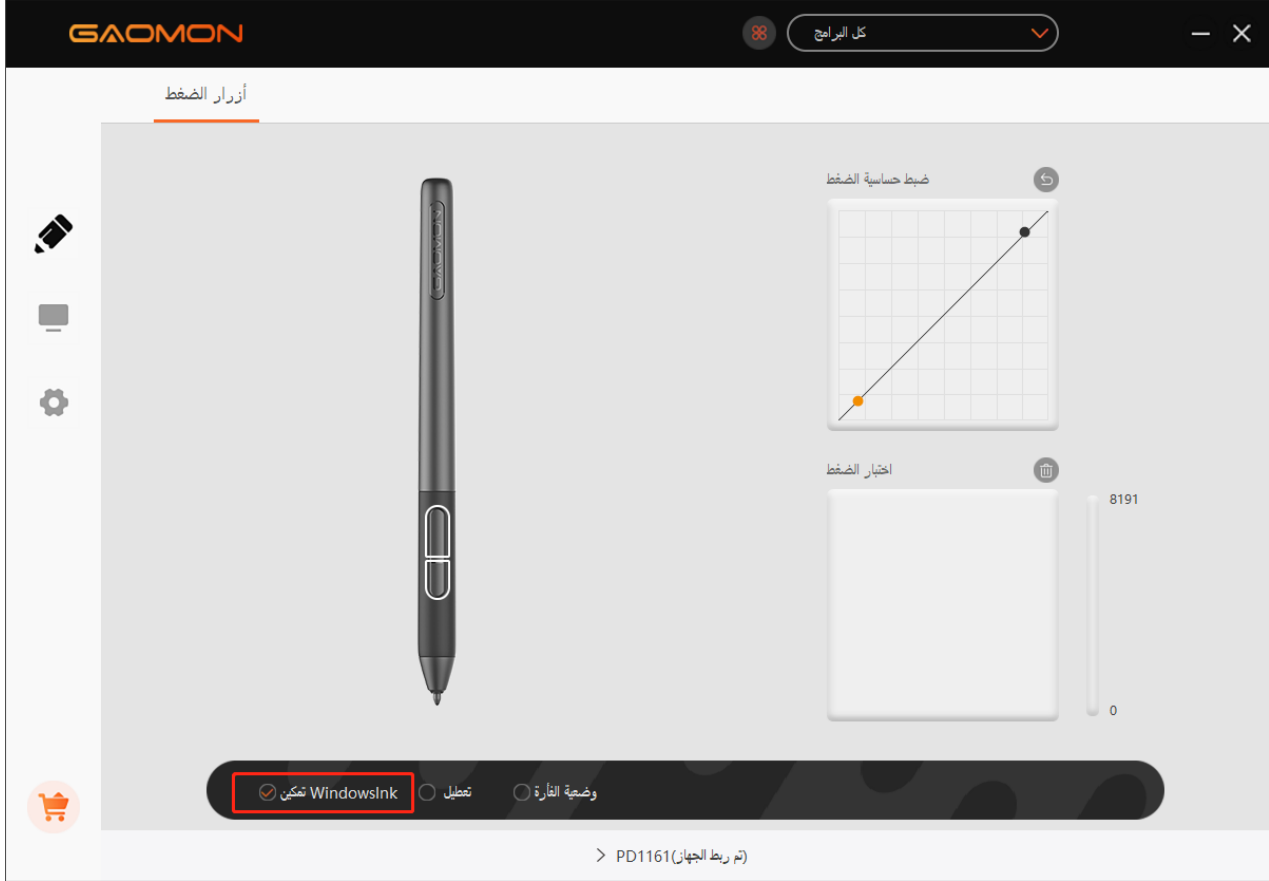 GAOMON
كل البرامج
أزرار الضغط
ضبط حساسية الضغط
GAOMON
اختبار الضغط
8191
0
تمكين WindowsInk
تعطيل
وضعية الفأرة
PD1161(تم ربط الجهاز)